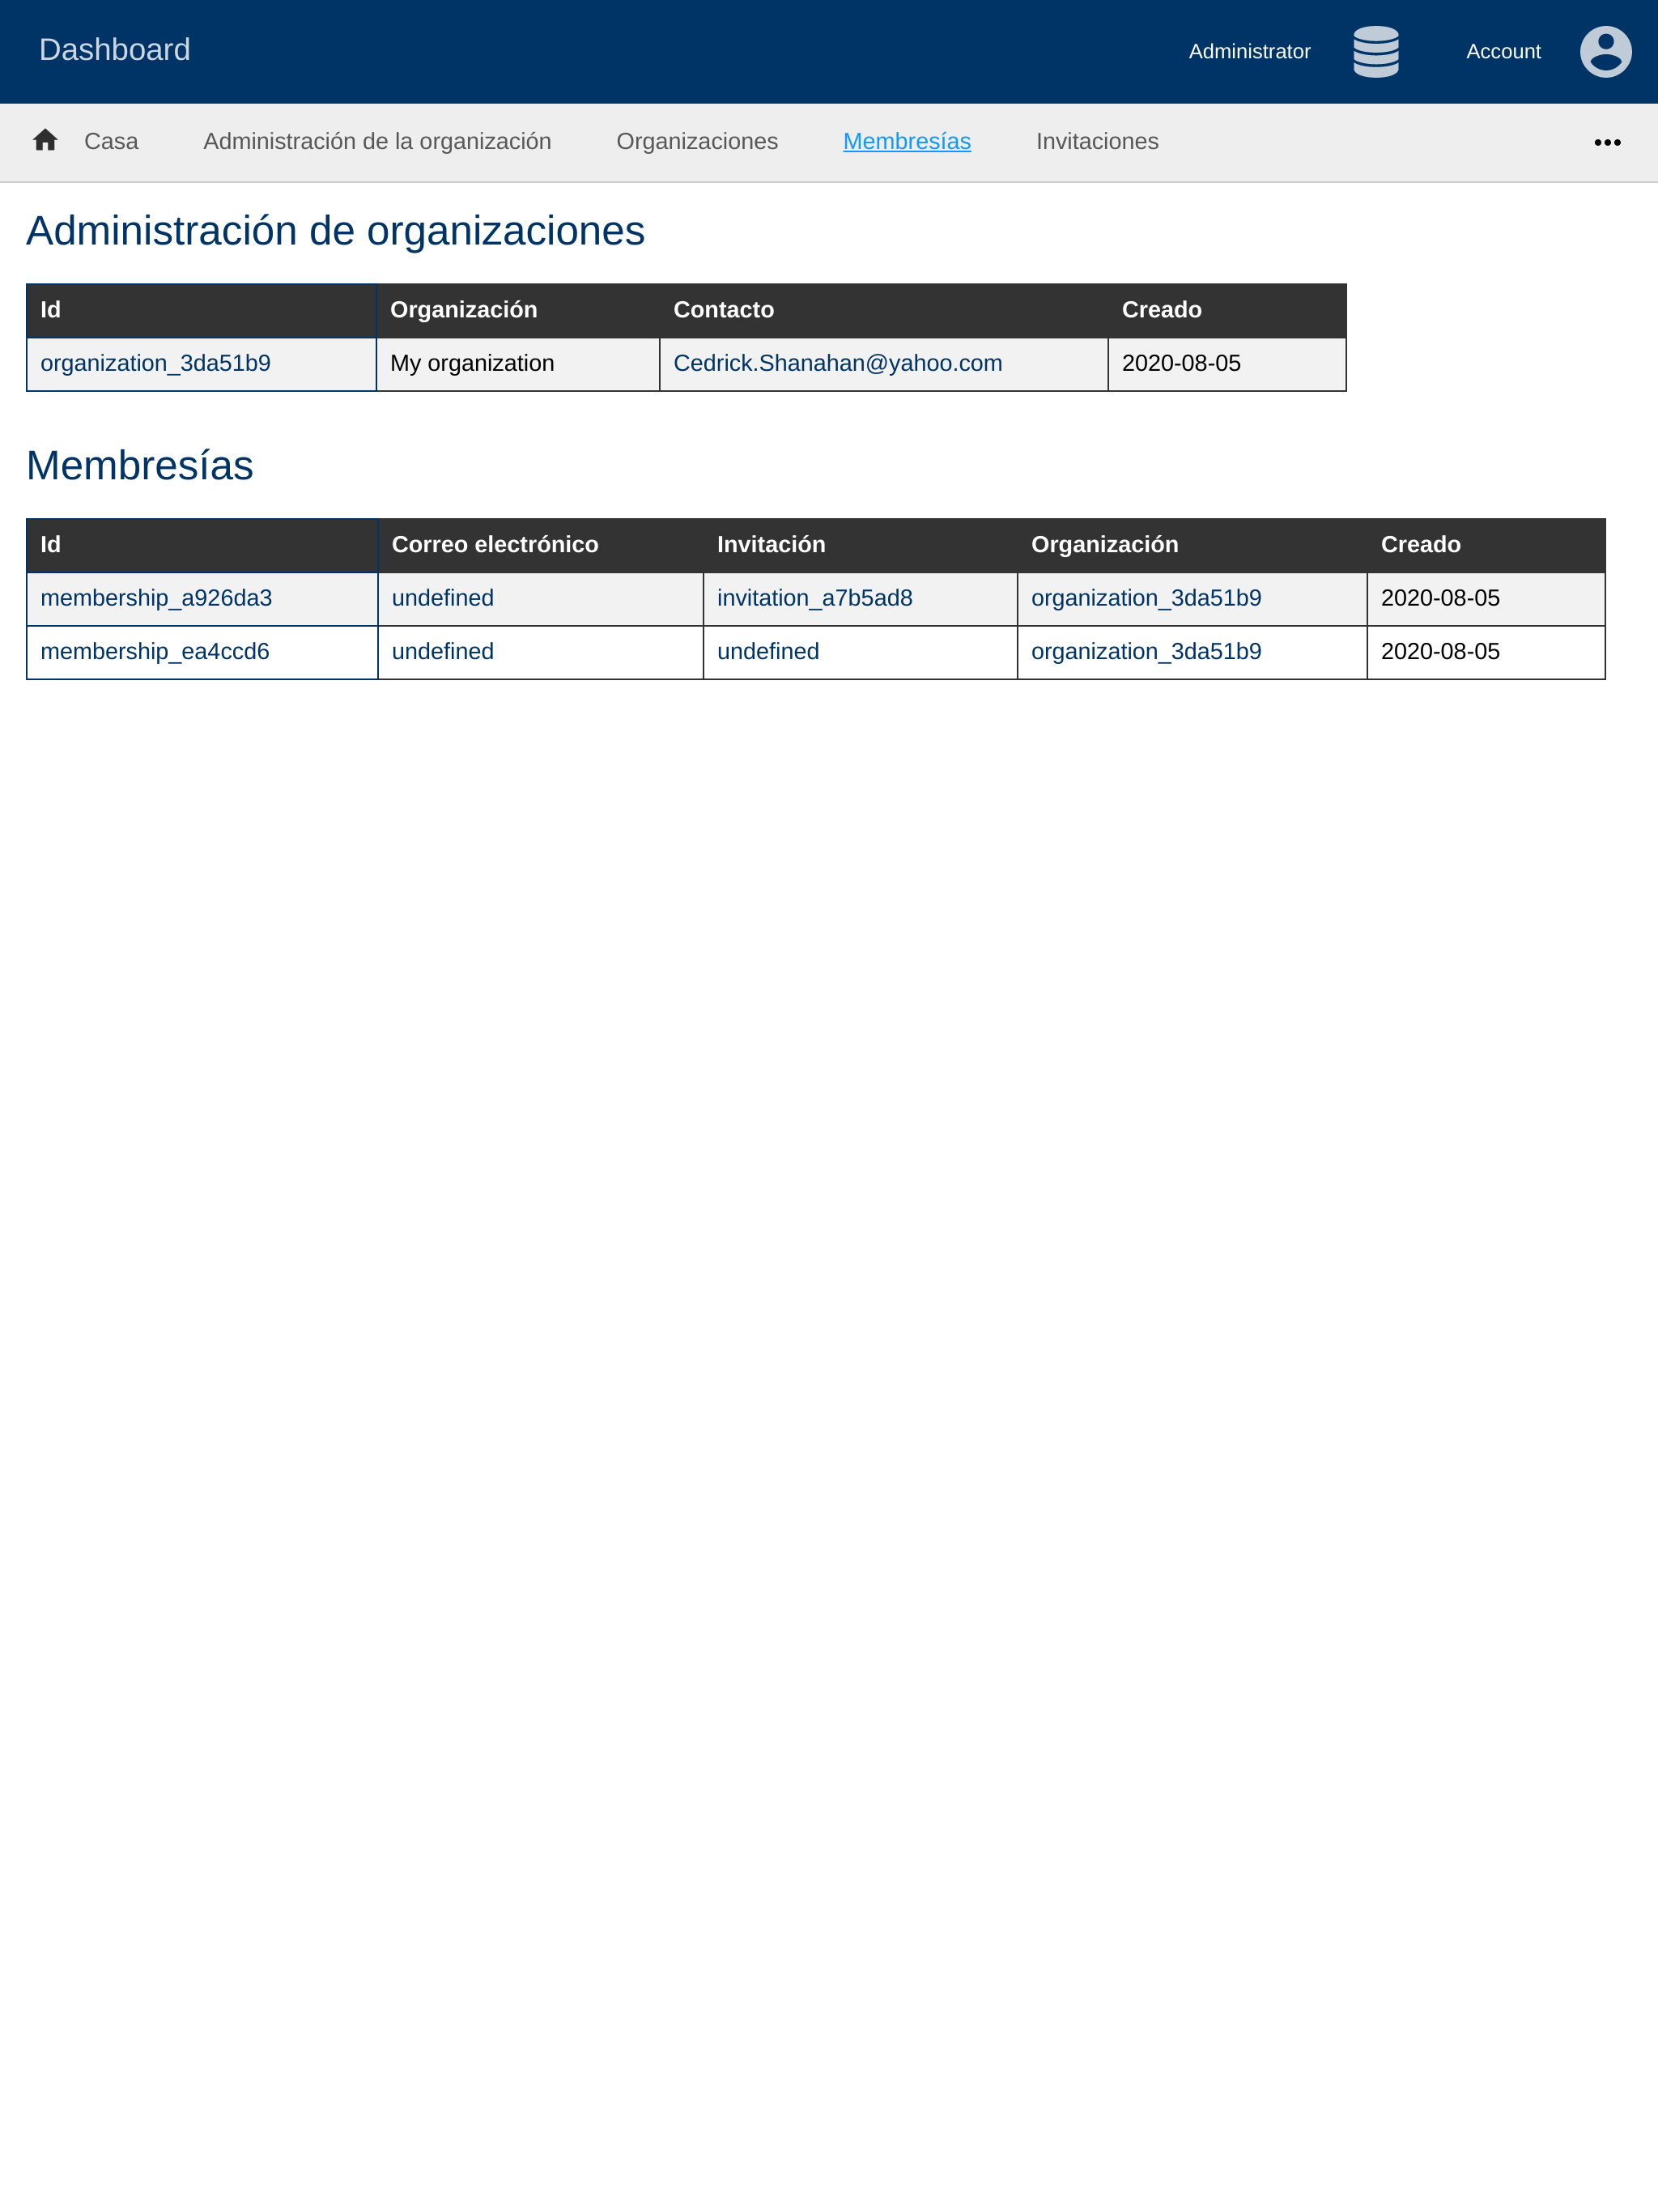 Dashboard Administrator Account
Casa Administración de la organización Organizaciones Membresías Invitaciones
Administración de organizaciones
Id Organización Contacto Creado
organization_3da51b9 My organization Cedrick.Shanahan@yahoo.com 2020-08-05
Membresías
Id Correo electrónico Invitación Organización Creado
membership_a926da3 undefined invitation_a7b5ad8 organization_3da51b9 2020-08-05
membership_ea4ccd6 undefined undefined organization_3da51b9 2020-08-05